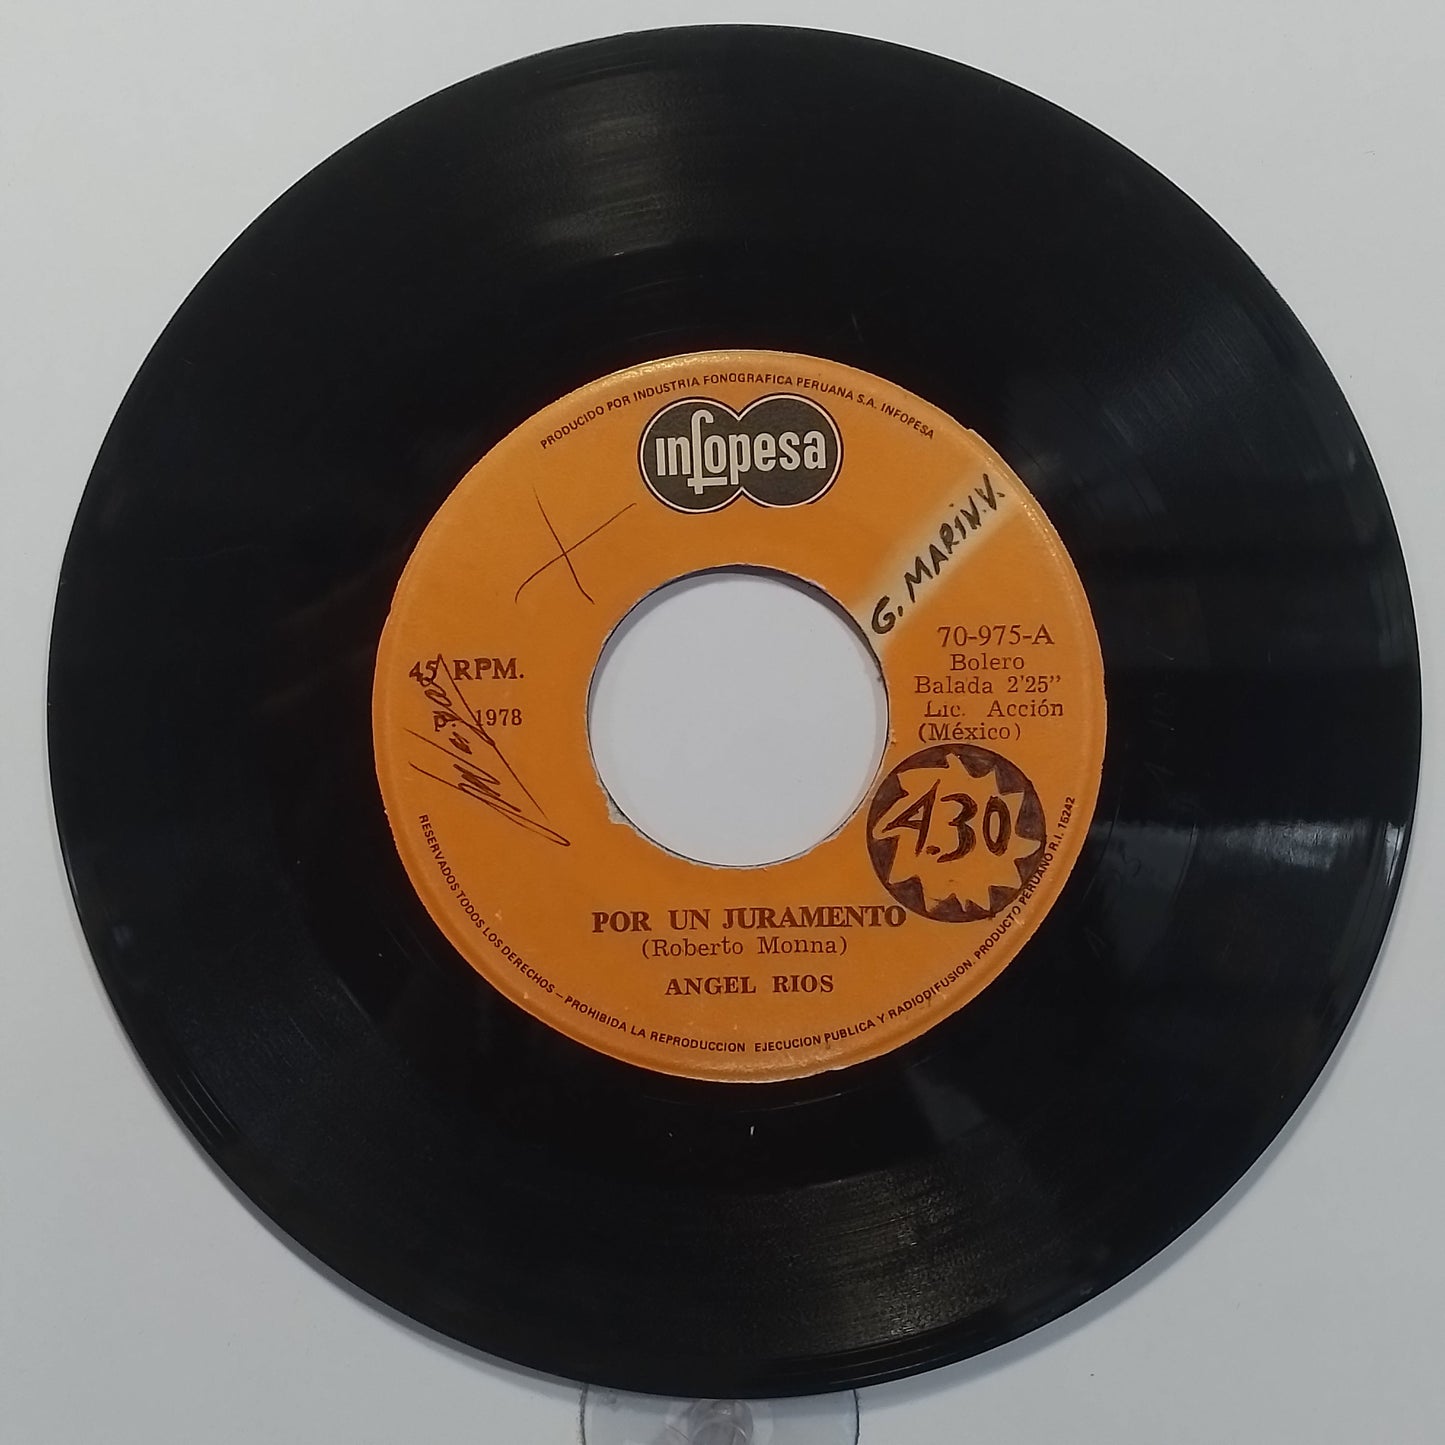 PRODUCIDO POR INDUSTRIA FONOGRAFICA PERUANA S.A. INFOPESA
infopesa
G. MARIN.V.
45 RPM.
1978
70-975-A
Bolero
Balada 2'25"
Lic. Acción
(México)
4.30
POR UN JURAMENTO
(Roberto Monna)
ANGEL RIOS
RESERVADOS TODOS LOS DERECHOS – PROHIBIDA LA REPRODUCCION EJECUCION PUBLICA Y RADIODIFUSION. PRODUCTO PERUANO R.I. 16242